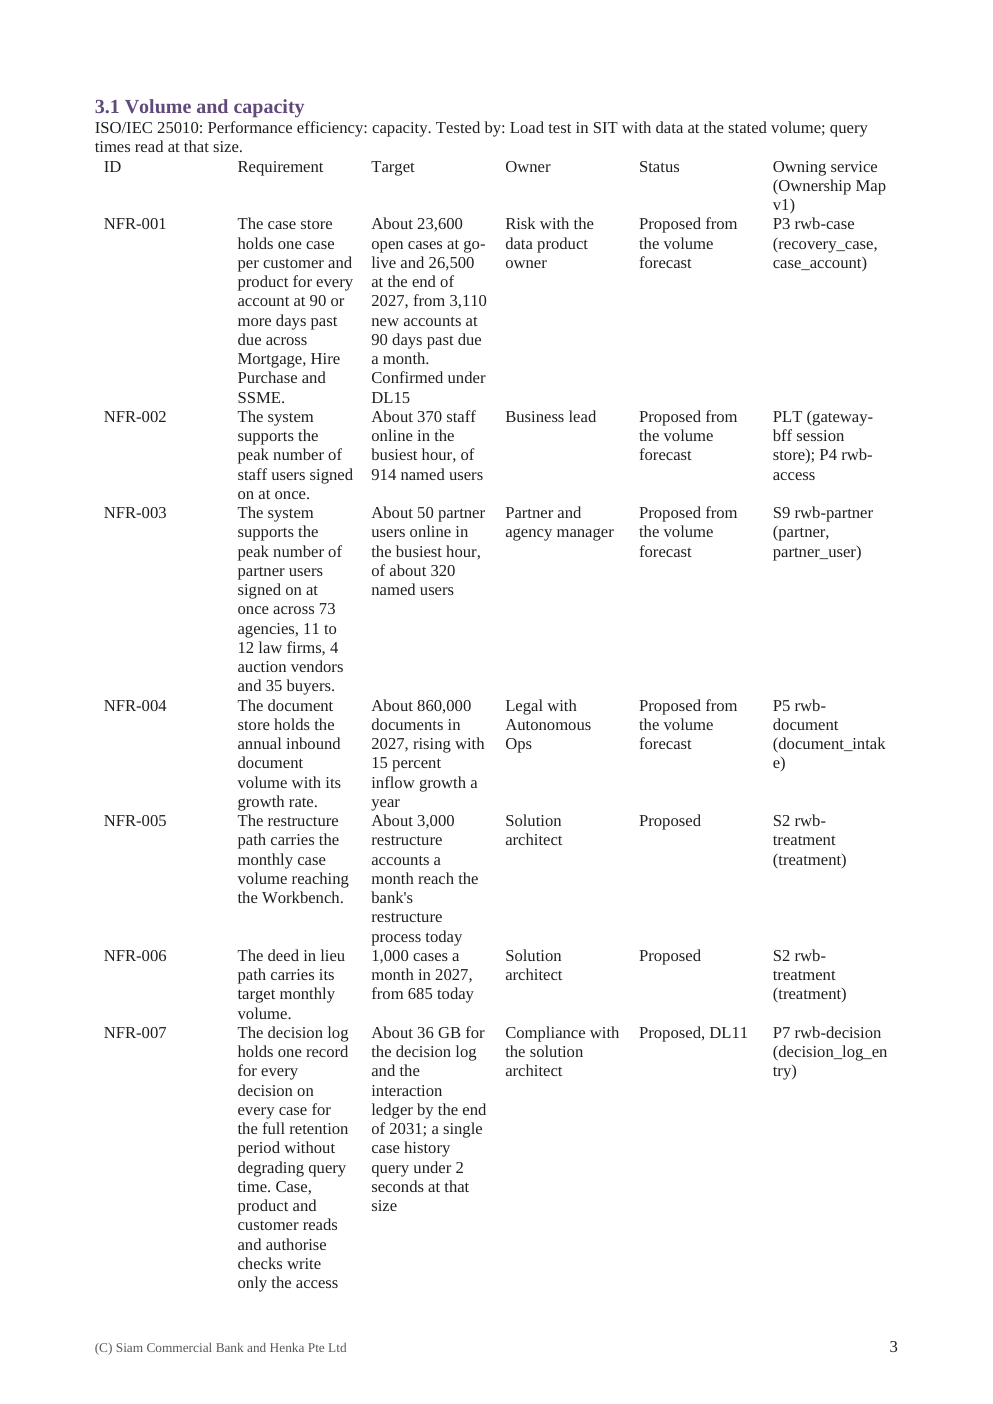 3.1 Volume and capacity
ISO/IEC 25010: Performance efficiency: capacity. Tested by: Load test in SIT with data at the stated volume; query
times read at that size.
ID
Requirement
Target
Owner
Status
Owning service
(Ownership Map
v1)
NFR-001
The case store
holds one case
per customer and
product for every
account at 90 or
more days past
due across
Mortgage, Hire
Purchase and
SSME.
About 23,600
open cases at go-
live and 26,500
at the end of
2027, from 3,110
new accounts at
90 days past due
a month.
Confirmed under
DL15
Risk with the
data product
owner
Proposed from
the volume
forecast
P3 rwb-case
(recovery_case,
case_account)
NFR-002
The system
supports the
peak number of
staff users signed
on at once.
About 370 staff
online in the
busiest hour, of
914 named users
Business lead
Proposed from
the volume
forecast
PLT (gateway-
bff session
store); P4 rwb-
access
NFR-003
The system
supports the
peak number of
partner users
signed on at
once across 73
agencies, 11 to
12 law firms, 4
auction vendors
and 35 buyers.
About 50 partner
users online in
the busiest hour,
of about 320
named users
Partner and
agency manager
Proposed from
the volume
forecast
S9 rwb-partner
(partner,
partner_user)
NFR-004
The document
store holds the
annual inbound
document
volume with its
growth rate.
About 860,000
documents in
2027, rising with
15 percent
inflow growth a
year
Legal with
Autonomous
Ops
Proposed from
the volume
forecast
P5 rwb-
document
(document_intak
e)
NFR-005
The restructure
path carries the
monthly case
volume reaching
the Workbench.
About 3,000
restructure
accounts a
month reach the
bank's
restructure
process today
Solution
architect
Proposed
S2 rwb-
treatment
(treatment)
NFR-006
The deed in lieu
path carries its
target monthly
volume.
1,000 cases a
month in 2027,
from 685 today
Solution
architect
Proposed
S2 rwb-
treatment
(treatment)
NFR-007
The decision log
holds one record
for every
decision on
every case for
the full retention
period without
degrading query
time. Case,
product and
customer reads
and authorise
checks write
only the access
About 36 GB for
the decision log
and the
interaction
ledger by the end
of 2031; a single
case history
query under 2
seconds at that
size
Compliance with
the solution
architect
Proposed, DL11
P7 rwb-decision
(decision_log_en
try)
(C) Siam Commercial Bank and Henka Pte Ltd
3